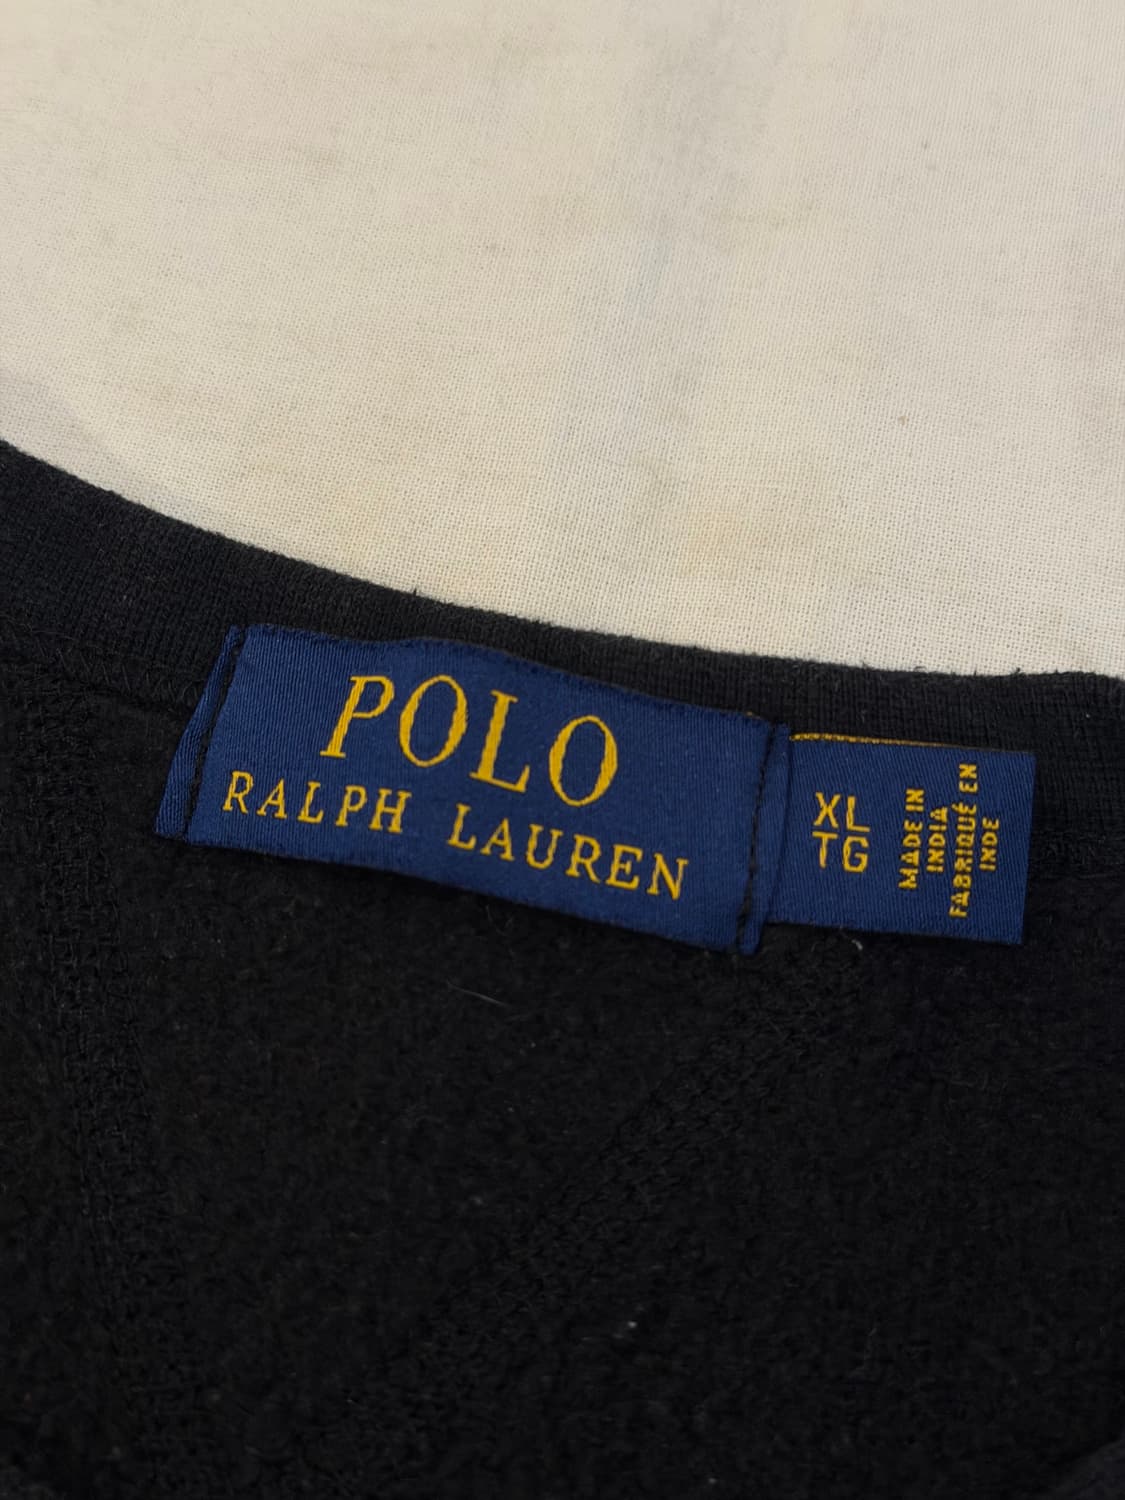 POLO
RALPH LAUREN
XL
TG
MADE IN
INDIA
FABRIQUÉ EN
INDE